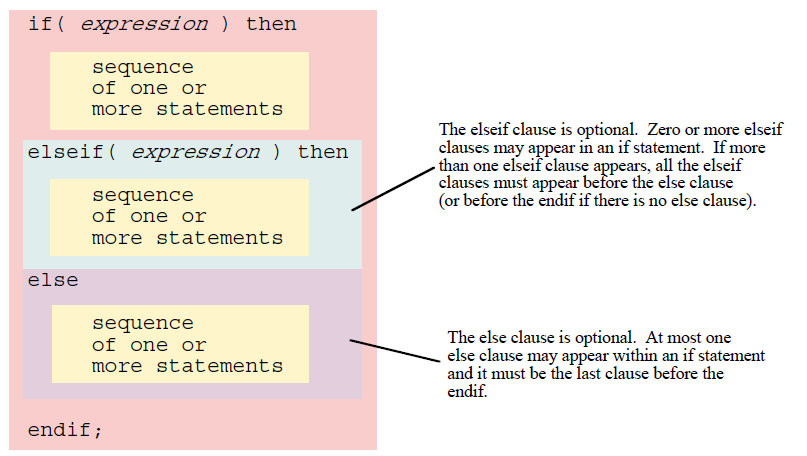 if( expression ) then
sequence
of one or
more statements
elseif( expression ) then
sequence
of one or
more statements
else
sequence
of one or
more statements
endif;
The elseif clause is optional. Zero or more elseif
clauses may appear in an if statement. If more
than one elseif clause appears, all the elseif
clauses must appear before the else clause
(or before the endif if there is no else clause).
The else clause is optional. At most one
else clause may appear within an if statement
and it must be the last clause before the
endif.